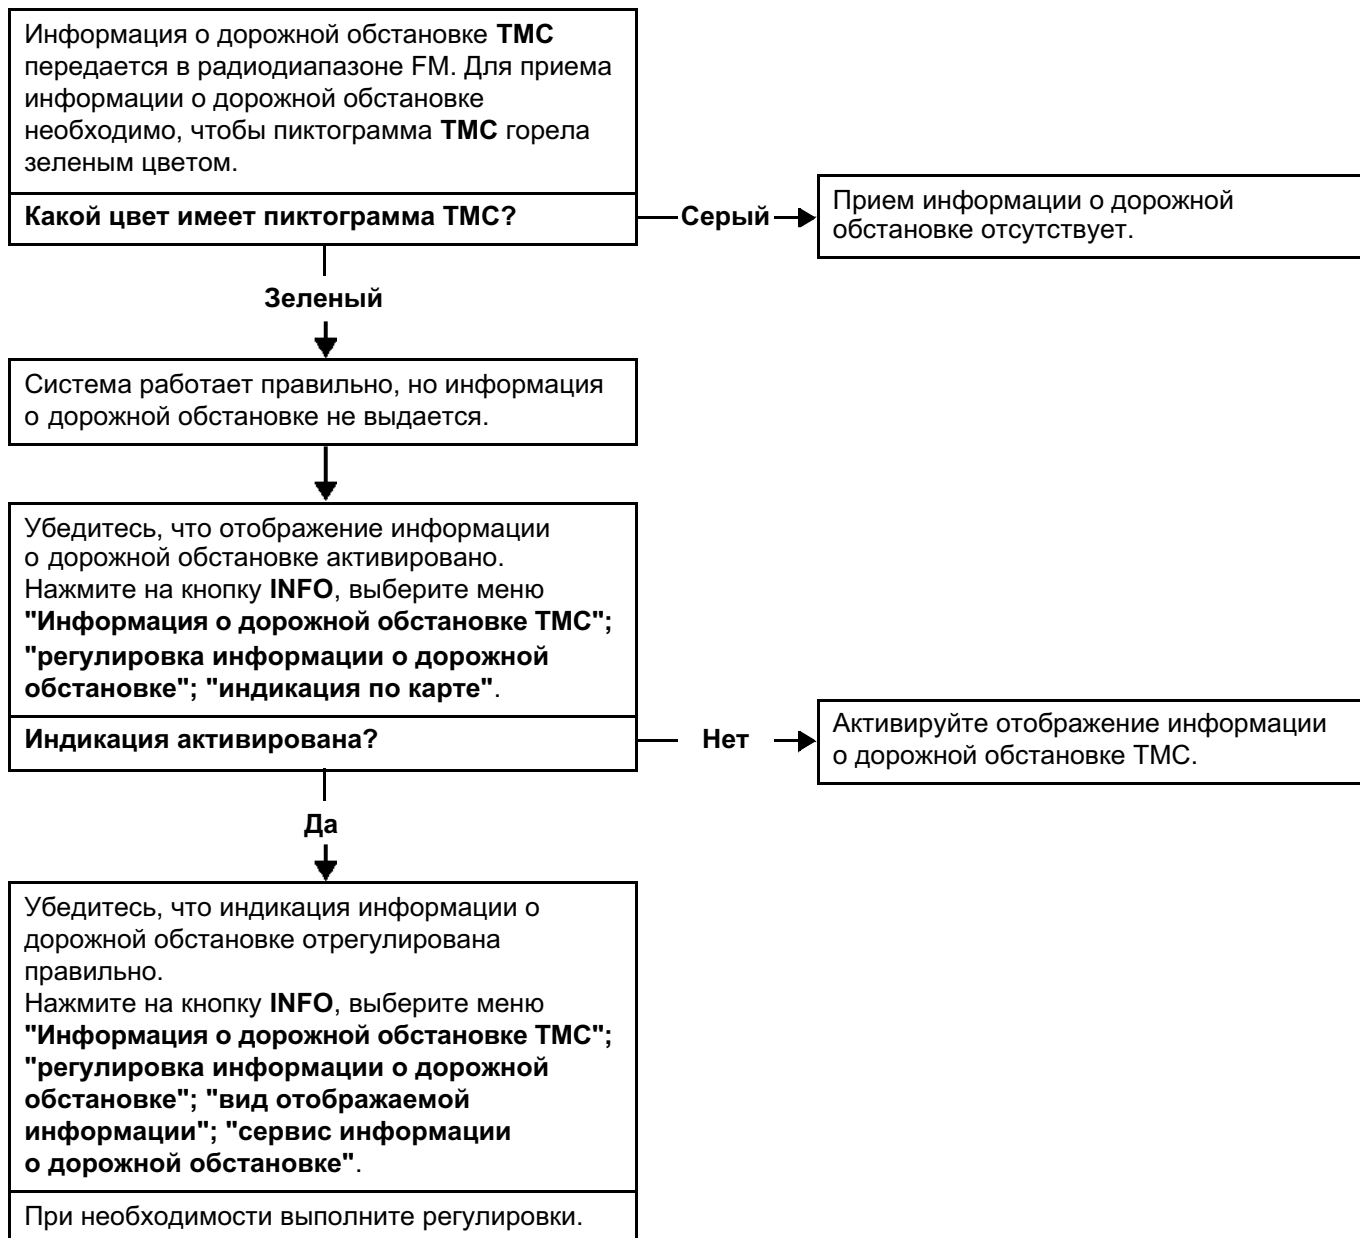 Информация о дорожной обстановке TMC
передается в радиодиапазоне FM. Для приема
информации о дорожной обстановке
необходимо, чтобы пиктограмма TMC горела
зеленым цветом.
Какой цвет имеет пиктограмма TMC?
Серый
Прием информации о дорожной
обстановке отсутствует.
Зеленый
Система работает правильно, но информация
о дорожной обстановке не выдается.
Убедитесь, что отображение информации
о дорожной обстановке активировано.
Нажмите на кнопку INFO, выберите меню
"Информация о дорожной обстановке TMC";
"регулировка информации о дорожной
обстановке"; "индикация по карте".
Индикация активирована?
Нет
Активируйте отображение информации
о дорожной обстановке TMC.
Да
Убедитесь, что индикация информации о
дорожной обстановке отрегулирована
правильно.
Нажмите на кнопку INFO, выберите меню
"Информация о дорожной обстановке TMC";
"регулировка информации о дорожной
обстановке"; "вид отображаемой
информации"; "сервис информации
о дорожной обстановке".
При необходимости выполните регулировки.